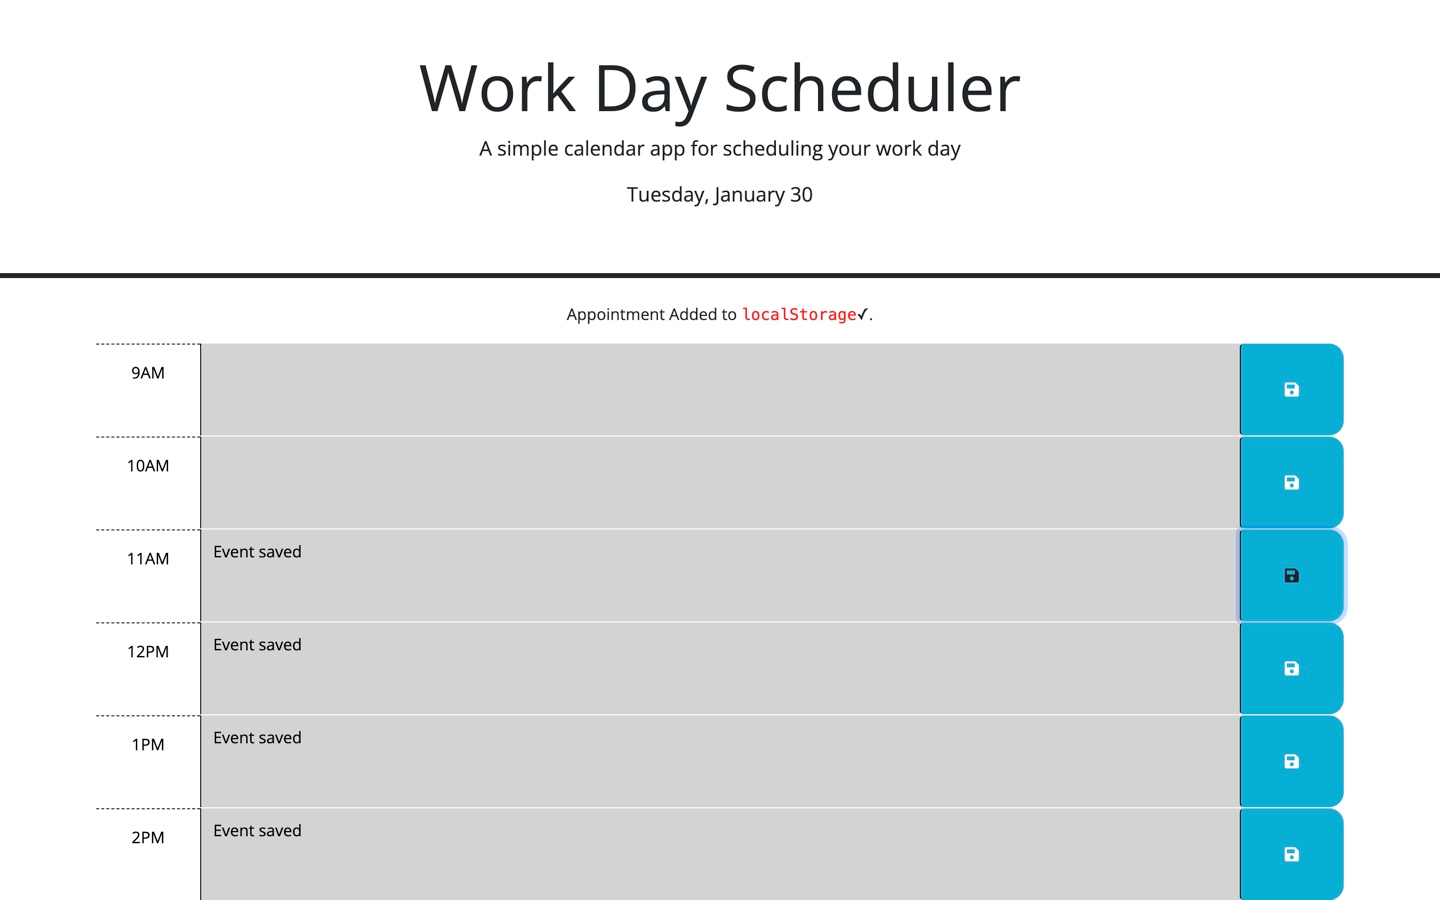 Work Day Scheduler
A simple calendar app for scheduling your work day
Tuesday, January 30
Appointment Added to localStorage✓.
9AM
10AM
11AM Event saved
12PM Event saved
1PM Event saved
2PM Event saved